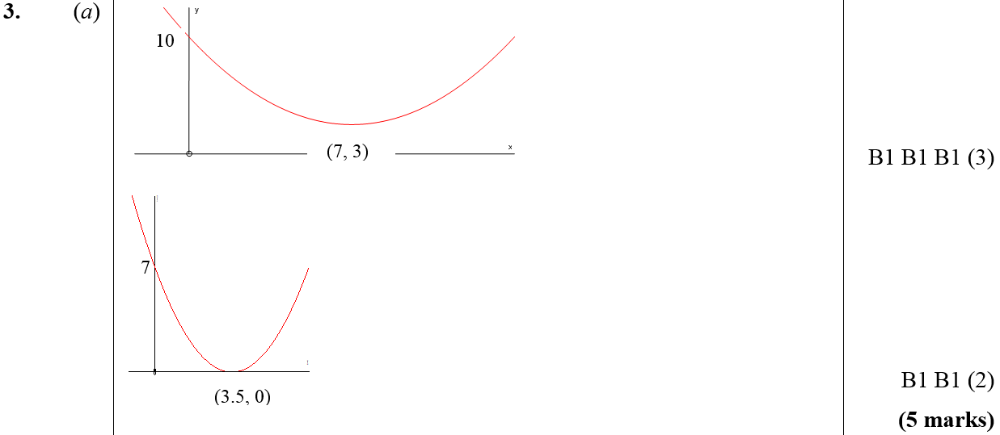 3. (a)
y
10
(7, 3)
x
B1 B1 B1 (3)
7
(3.5, 0)
B1 B1 (2)
(5 marks)